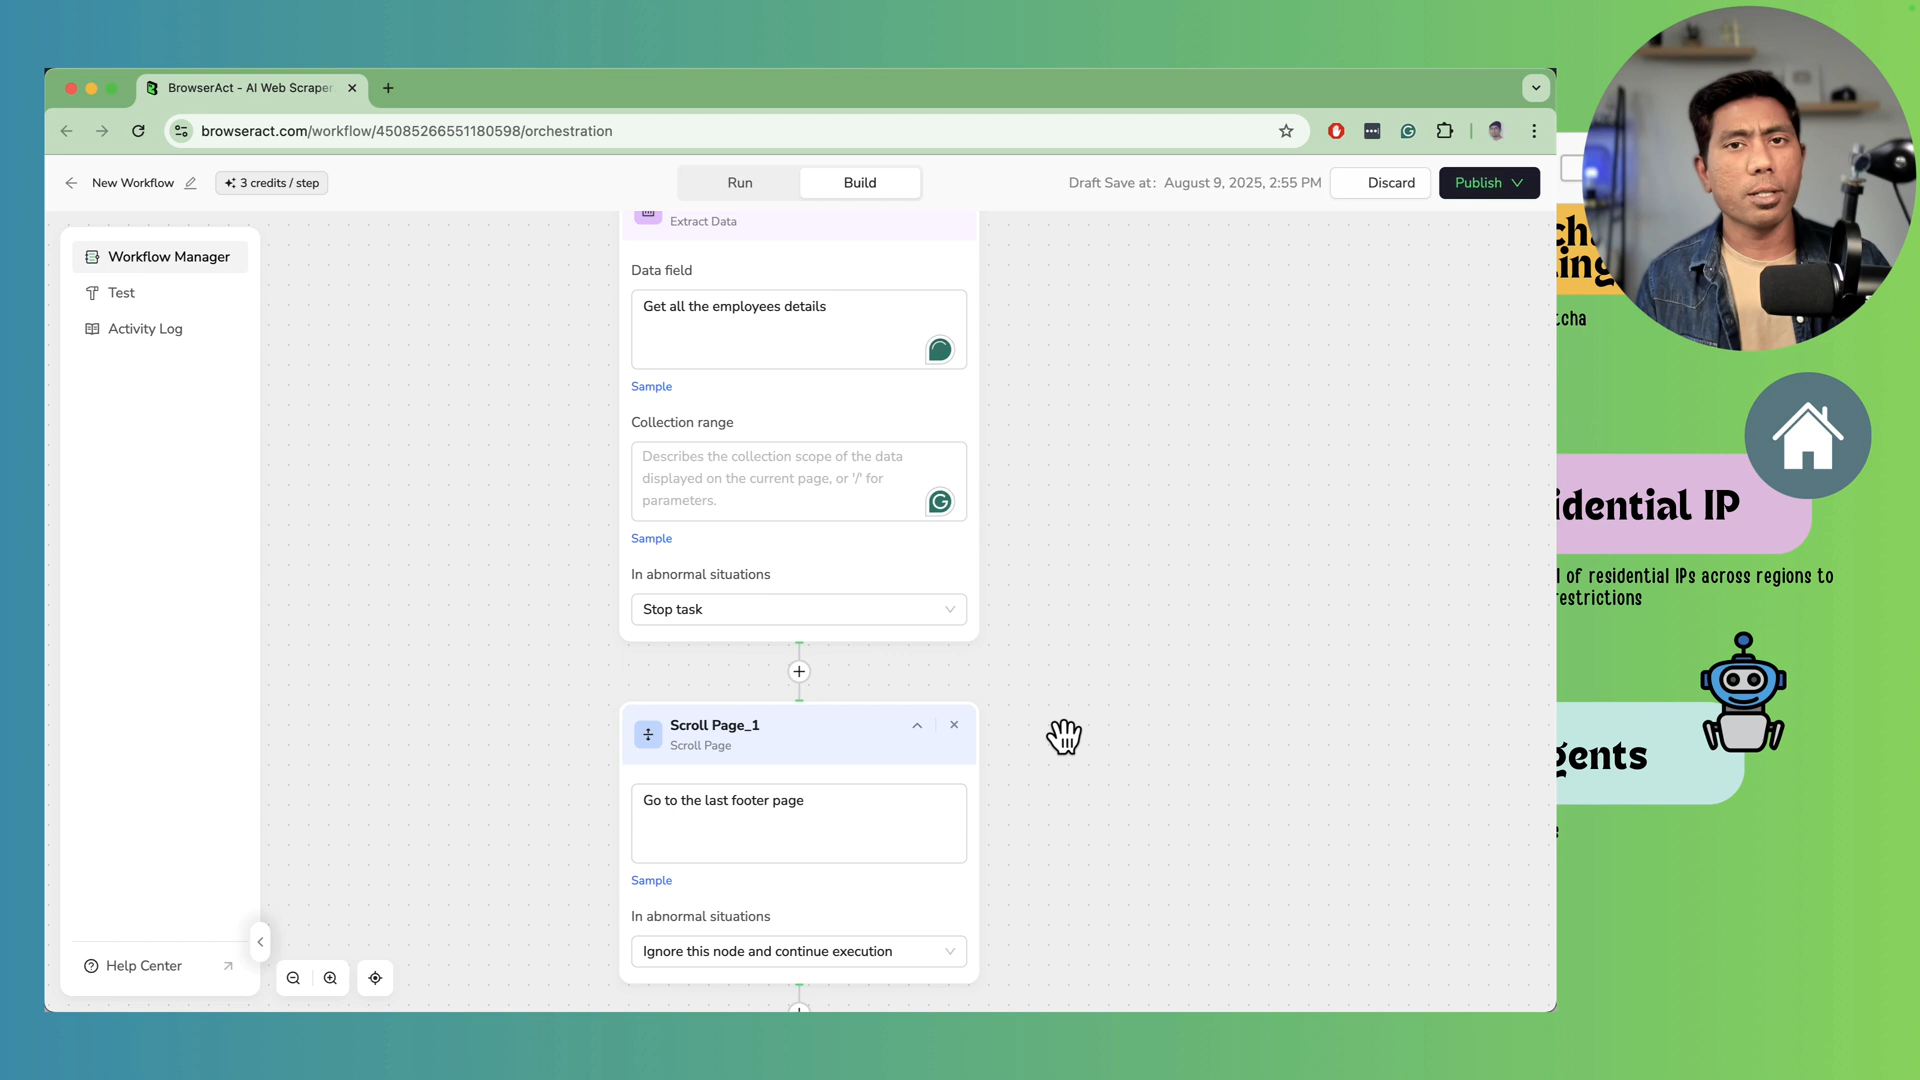 BrowserAct - AI Web Scraper
browseract.com/workflow/45085266551180598/orchestration
New Workflow
3 credits / step
Run
Build
Draft Save at: August 9, 2025, 2:55 PM
Discard
Publish
Workflow Manager
Test
Activity Log
Help Center
Extract Data
Data field
Get all the employees details
Sample
Collection range
Describes the collection scope of the data
displayed on the current page, or '/' for
parameters.
Sample
In abnormal situations
Stop task
Scroll Page_1
Scroll Page
Go to the last footer page
Sample
In abnormal situations
Ignore this node and continue execution
tcha
idential IP
of residential IPs across regions to
estrictions
gents